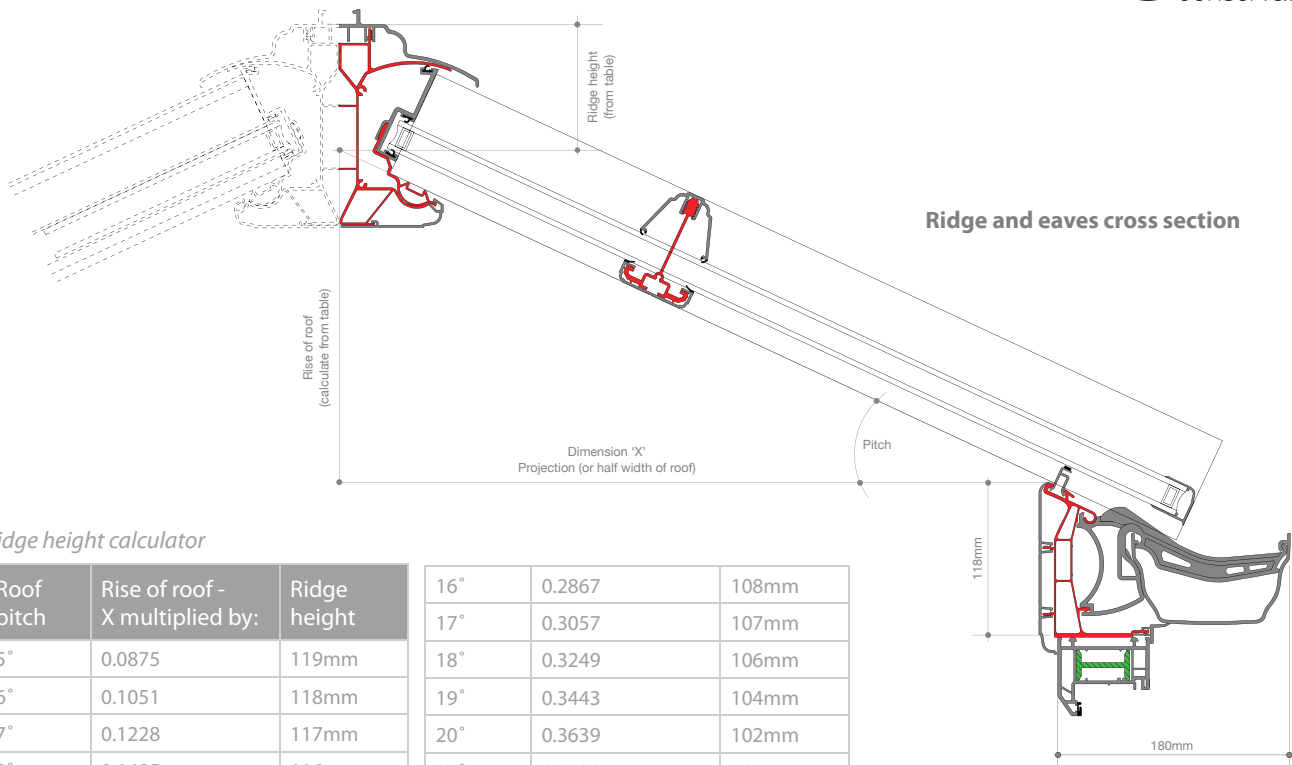 Ridge height
(from table)
Ridge and eaves cross section
Rise of roof
(calculate from table)
Dimension ‘X’
Projection (or half width of roof)
Pitch
118mm
180mm
idge height calculator
Roof pitch | Rise of roof - X multiplied by: | Ridge height
5˚ 0.0875 119mm
6˚ 0.1051 118mm
7˚ 0.1228 117mm
16˚ 0.2867 108mm
17˚ 0.3057 107mm
18˚ 0.3249 106mm
19˚ 0.3443 104mm
20˚ 0.3639 102mm